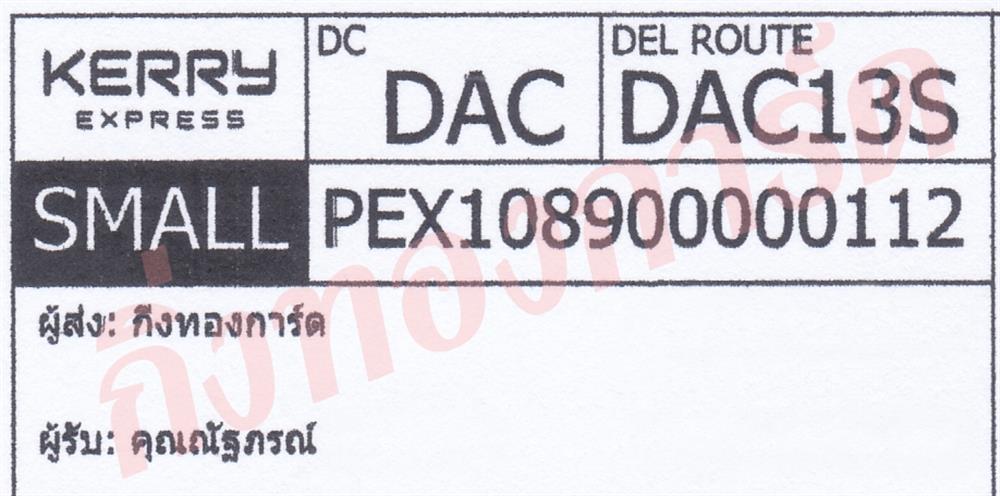 KERRY
EXPRESS
DC
DAC
DEL ROUTE
DAC13S
SMALL
PEX108900000112
ผู้ส่ง: กิ่งทองการ์ด
ผู้รับ: คุณณัฐภรณ์
กิ่งทองการ์ด